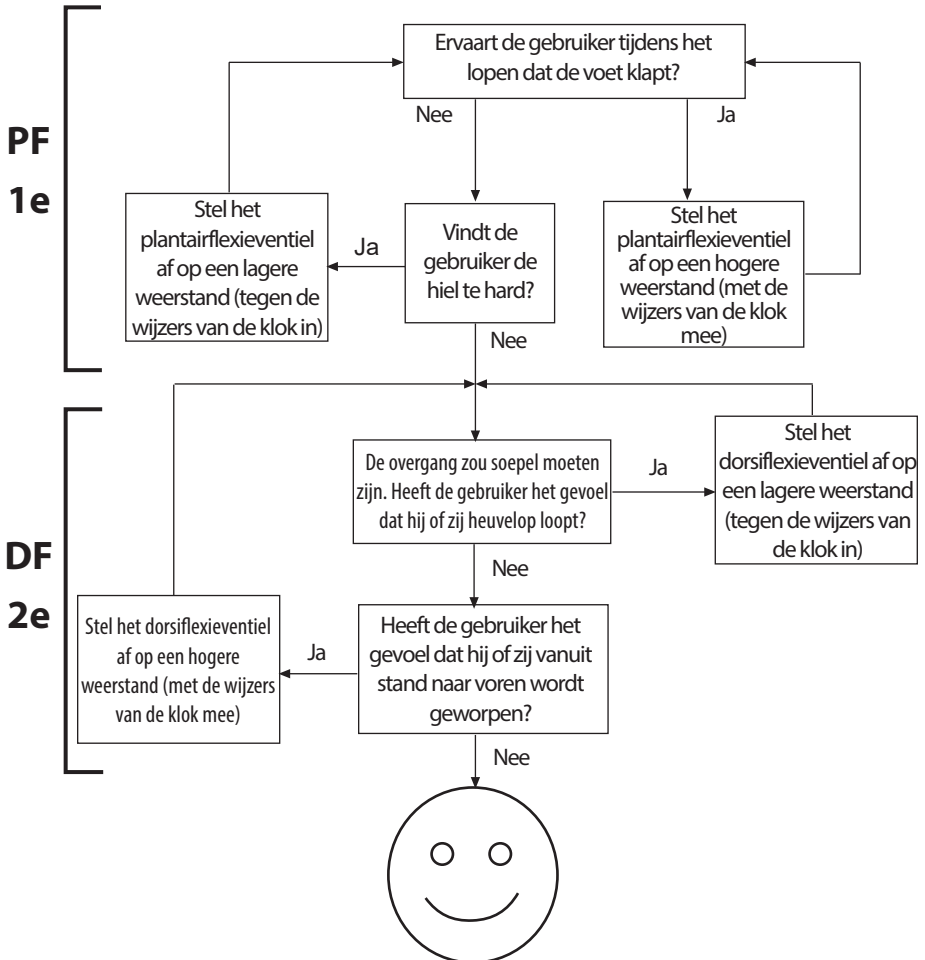 PF
1e
Ervaart de gebruiker tijdens het
lopen dat de voet klapt?
Nee
Ja
Stel het
plantairflexieventiel
af op een lagere
weerstand (tegen de
wijzers van de klok in)
Ja
Vindt de
gebruiker de
hiel te hard?
Stel het
plantairflexieventiel
af op een hogere
weerstand (met de
wijzers van de klok
mee)
Nee
DF
2e
De overgang zou soepel moeten
zijn. Heeft de gebruiker het gevoel
dat hij of zij heuvelop loopt?
Ja
Stel het
dorsiflexieventiel af op
een lagere weerstand
(tegen de wijzers van
de klok in)
Nee
Stel het dorsiflexieventiel
af op een hogere
weerstand (met de wijzers
van de klok mee)
Ja
Heeft de gebruiker het
gevoel dat hij of zij vanuit
stand naar voren wordt
geworpen?
Nee